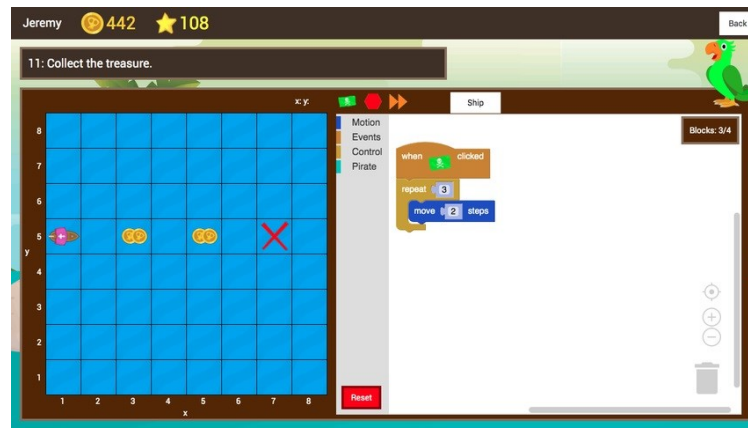 Jeremy 442 108
Back
11: Collect the treasure.
x: y:
Ship
Motion
Events
Control
Pirate
Blocks: 3/4
when clicked
repeat 3
move 2 steps
8
7
6
5
y
4
3
2
1
1 2 3 4 5 6 7 8
x
Reset